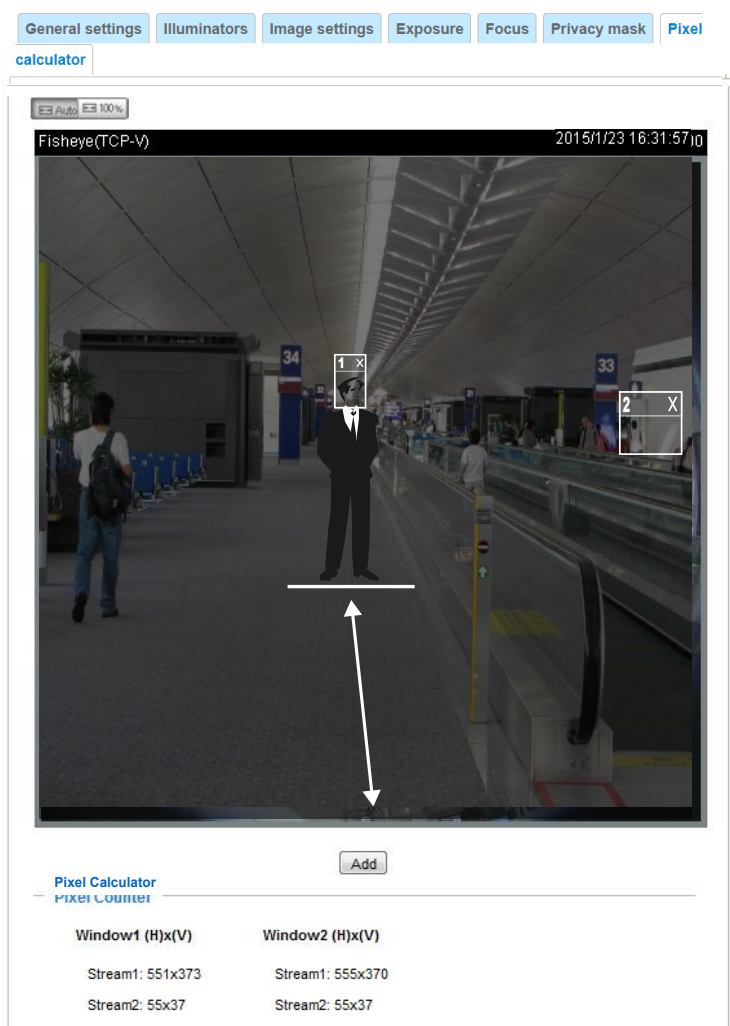 General settings Illuminators Image settings Exposure Focus Privacy mask Pixel
calculator
Auto 100%
Fisheye(TCP-V) 2015/1/23 16:31:57
34
33
1 X
2 X
Add
Pixel Calculator
Pixel Counter
Window1 (H)x(V) Window2 (H)x(V)
Stream1: 551x373 Stream1: 555x370
Stream2: 55x37 Stream2: 55x37